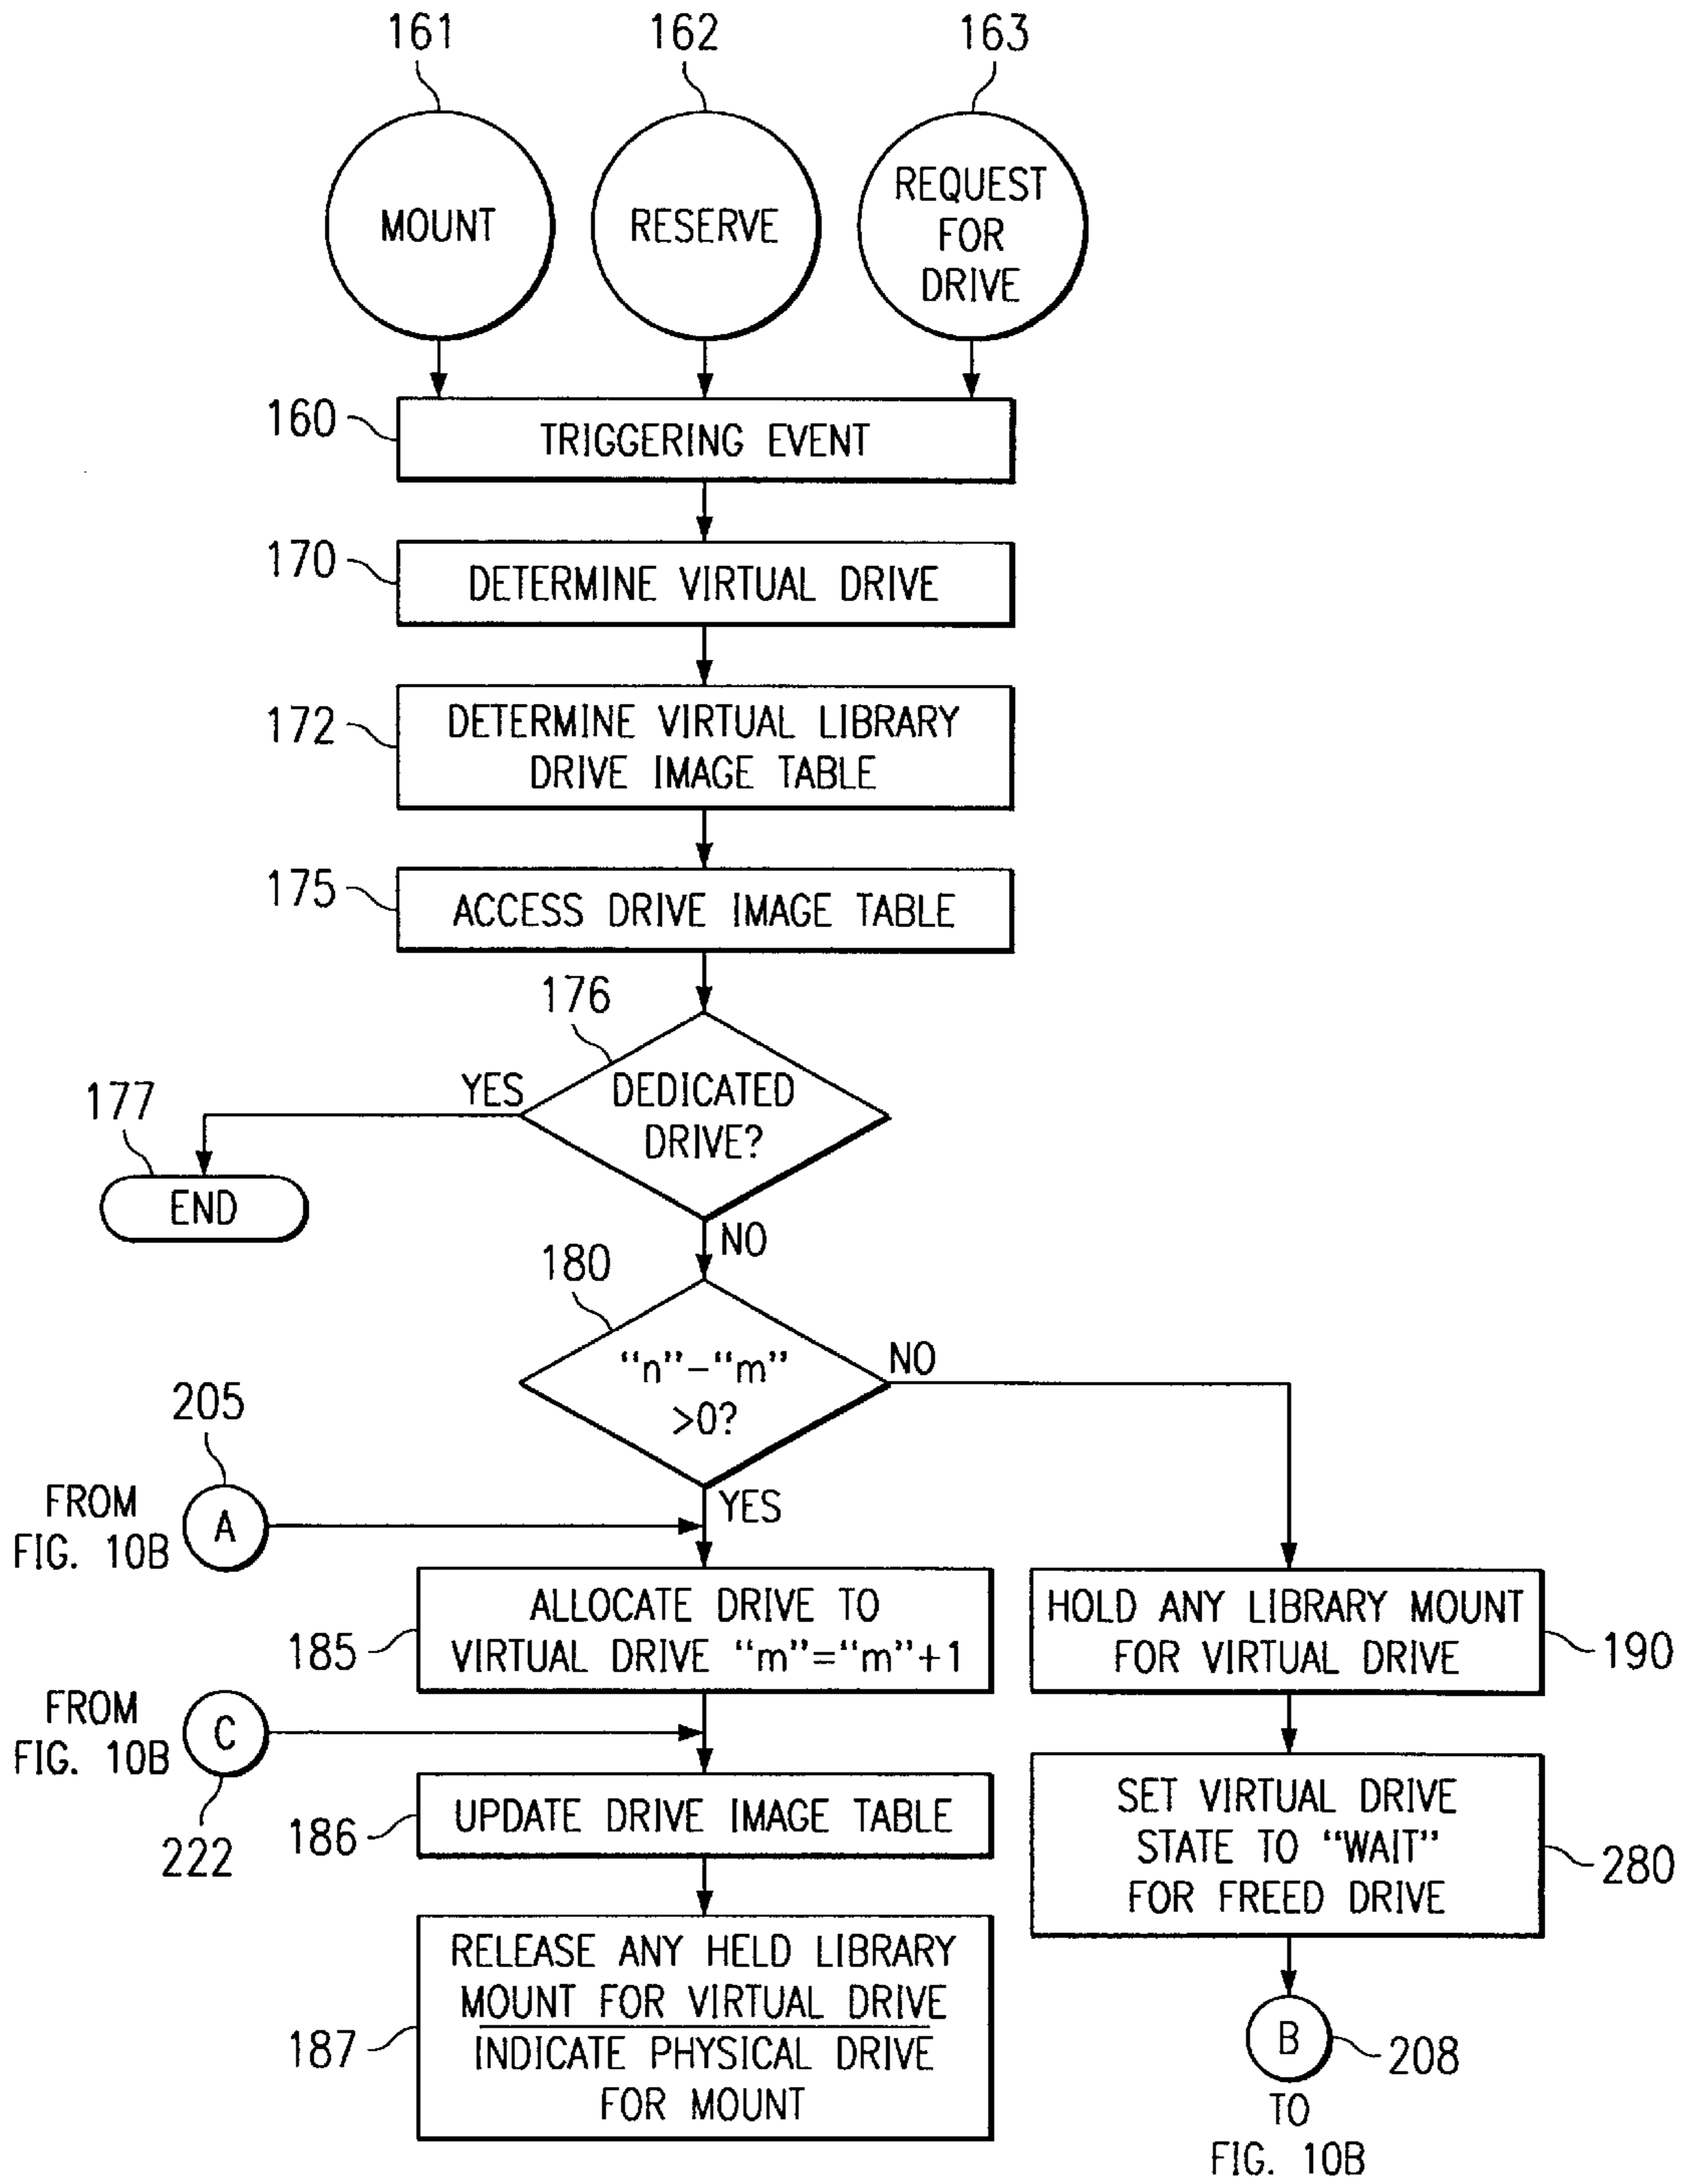 161
162
163
MOUNT
RESERVE
REQUEST
FOR
DRIVE
160
TRIGGERING EVENT
170
DETERMINE VIRTUAL DRIVE
172
DETERMINE VIRTUAL LIBRARY
DRIVE IMAGE TABLE
175
ACCESS DRIVE IMAGE TABLE
176
DEDICATED
DRIVE?
YES
177
END
NO
180
“n”–“m”
>0?
NO
YES
205
FROM
FIG. 10B
A
ALLOCATE DRIVE TO
VIRTUAL DRIVE “m”=“m”+1
185
HOLD ANY LIBRARY MOUNT
FOR VIRTUAL DRIVE
190
FROM
FIG. 10B
C
222
186
UPDATE DRIVE IMAGE TABLE
SET VIRTUAL DRIVE
STATE TO “WAIT”
FOR FREED DRIVE
280
187
RELEASE ANY HELD LIBRARY
MOUNT FOR VIRTUAL DRIVE
INDICATE PHYSICAL DRIVE
FOR MOUNT
B
208
TO
FIG. 10B